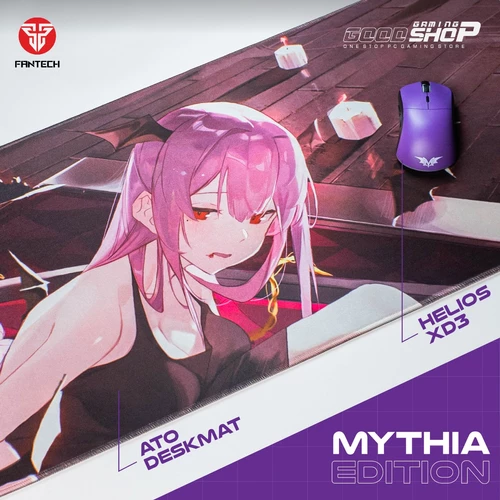 FANTECH
GOOD GAMING
SHOP
ONE STOP PC GAMING STORE
HELIOS
XD3
ATO
DESKMAT
MYTHIA
EDITION